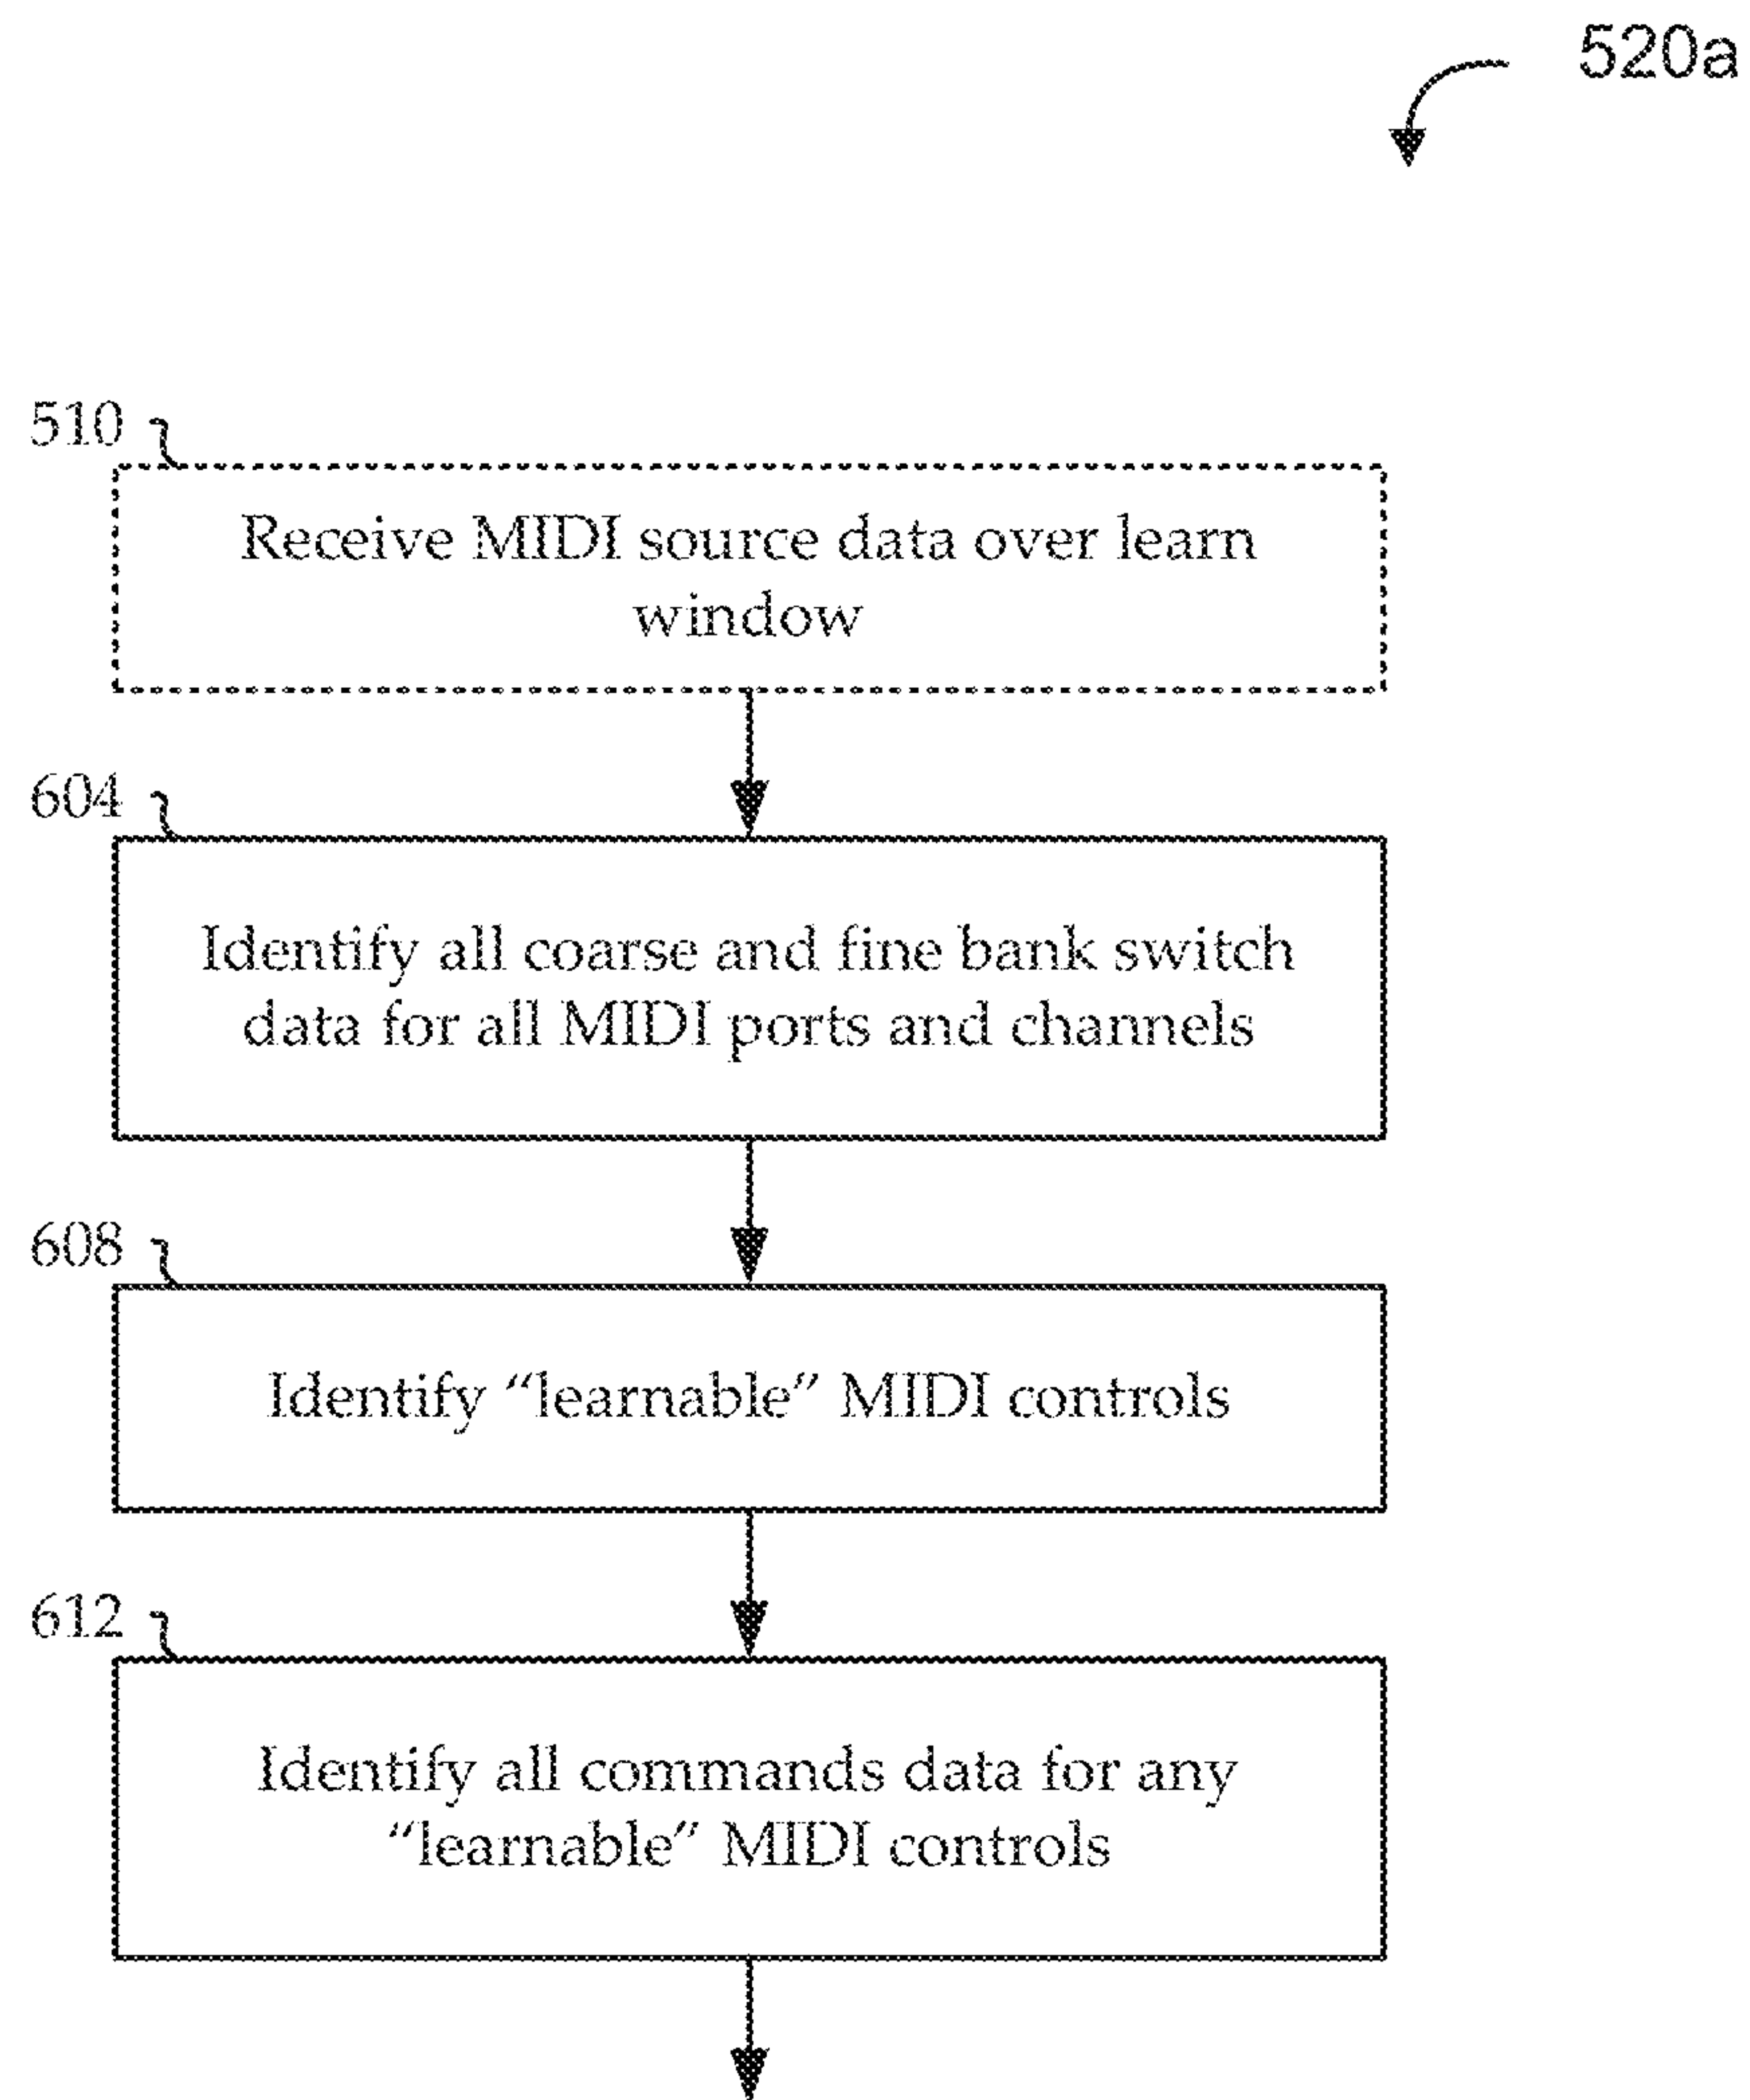 520a
510
Receive MIDI source data over learn
window
604
Identify all coarse and fine bank switch
data for all MIDI ports and channels
608
Identify “learnable” MIDI controls
612
Identify all commands data for any
“learnable” MIDI controls